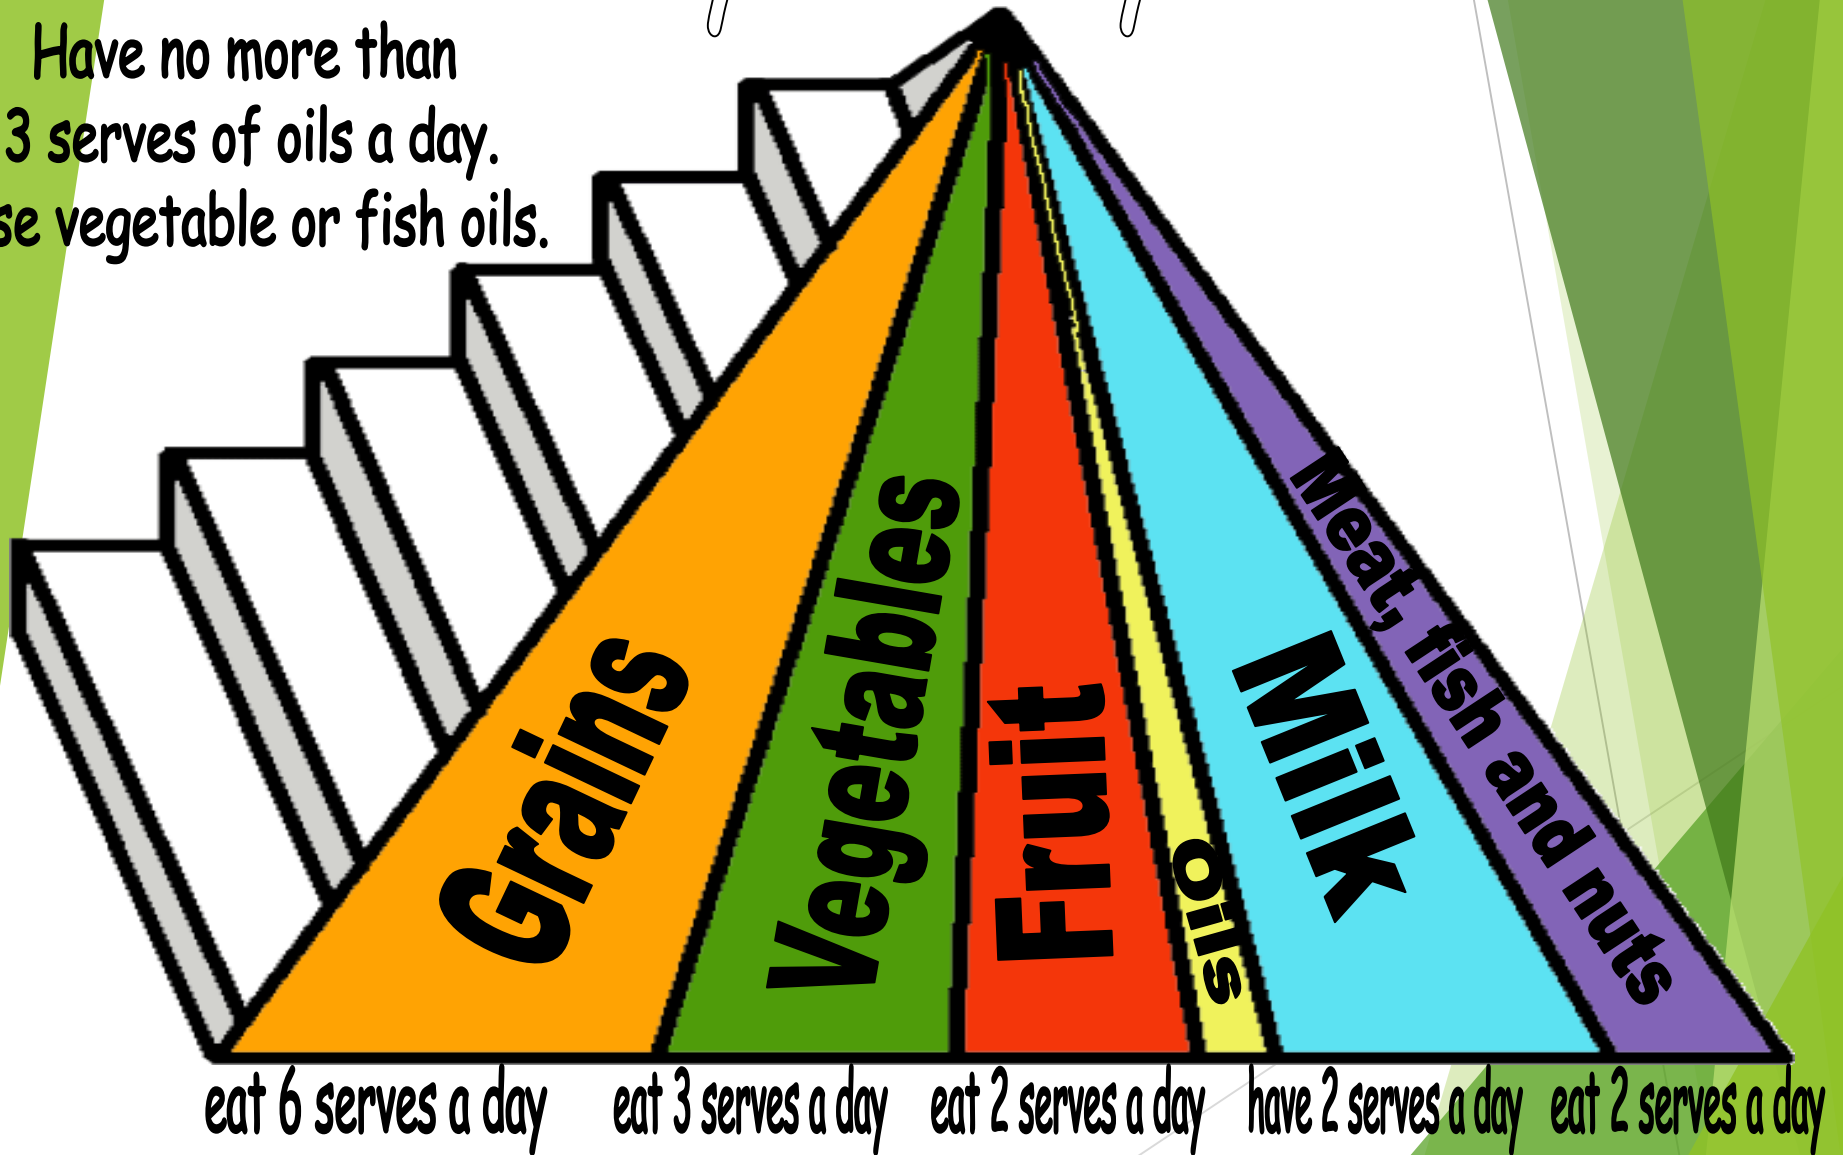 Have no more than
3 serves of oils a day.
se vegetable or fish oils.
Grains
Vegetables
Fruit
Oils
Milk
Meat, fish and nuts
eat 6 serves a day
eat 3 serves a day
eat 2 serves a day
have 2 serves a day
eat 2 serves a day